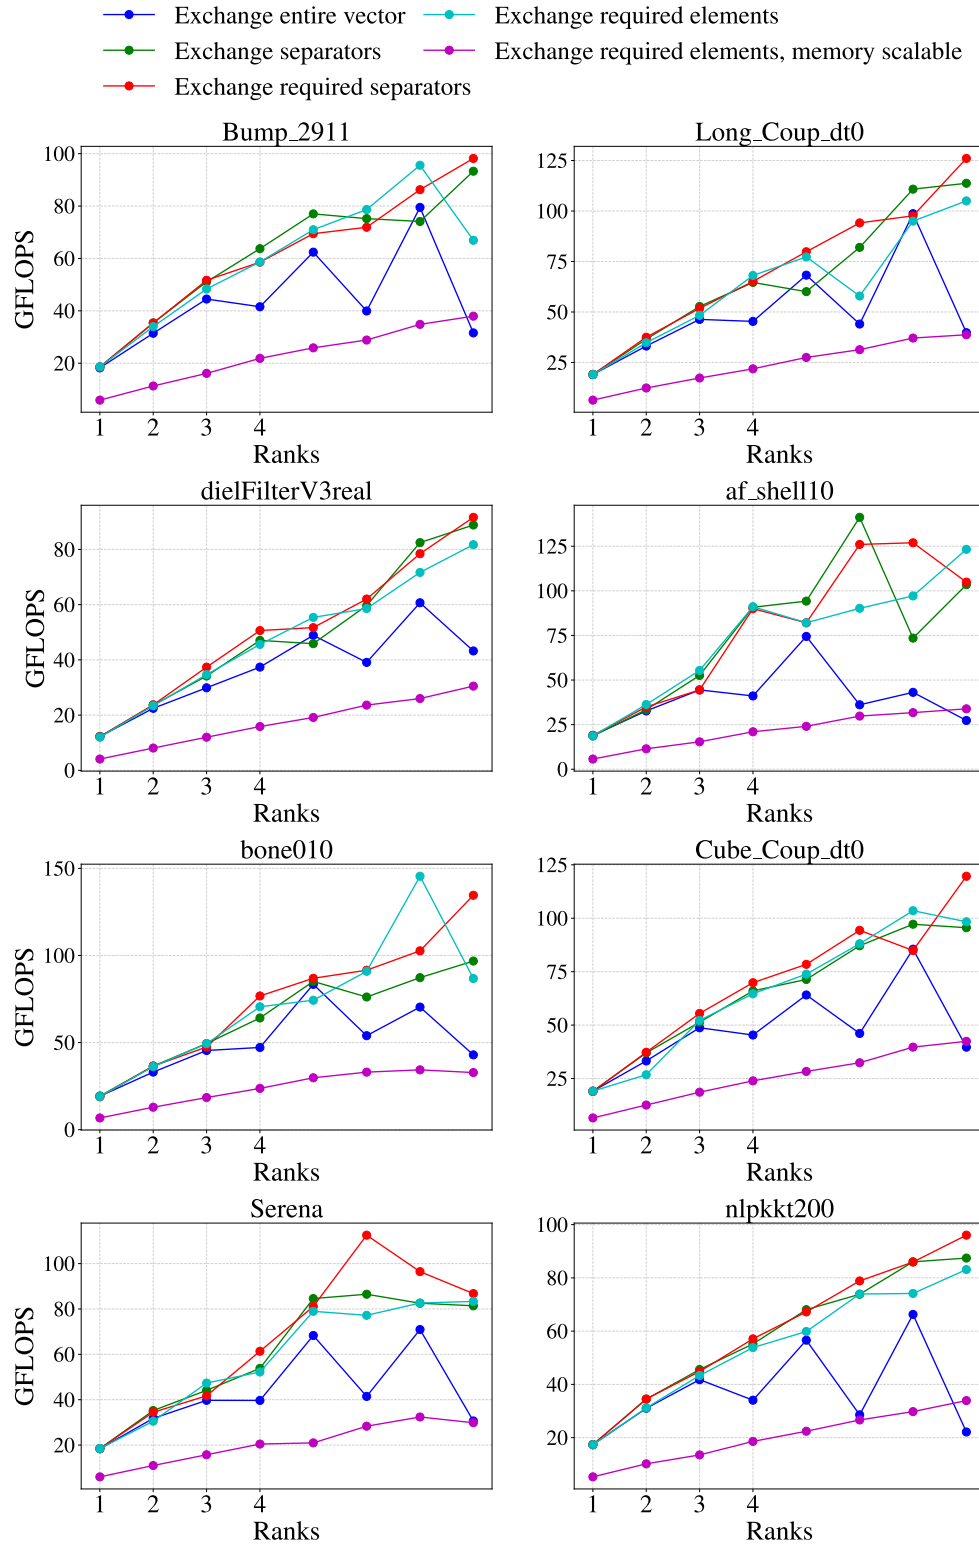 Exchange entire vector
Exchange separators
Exchange required separators
Exchange required elements
Exchange required elements, memory scalable
Bump_2911
GFLOPS
100
80
60
40
20
1 2 3 4
Ranks
Long_Coup_dt0
125
100
75
50
25
1 2 3 4
Ranks
dielFilterV3real
GFLOPS
80
60
40
20
0
1 2 3 4
Ranks
af_shell10
125
100
75
50
25
0
1 2 3 4
Ranks
bone010
GFLOPS
150
100
50
0
1 2 3 4
Ranks
Cube_Coup_dt0
125
100
75
50
25
1 2 3 4
Ranks
Serena
GFLOPS
100
80
60
40
20
1 2 3 4
Ranks
nlpkkt200
100
80
60
40
20
1 2 3 4
Ranks